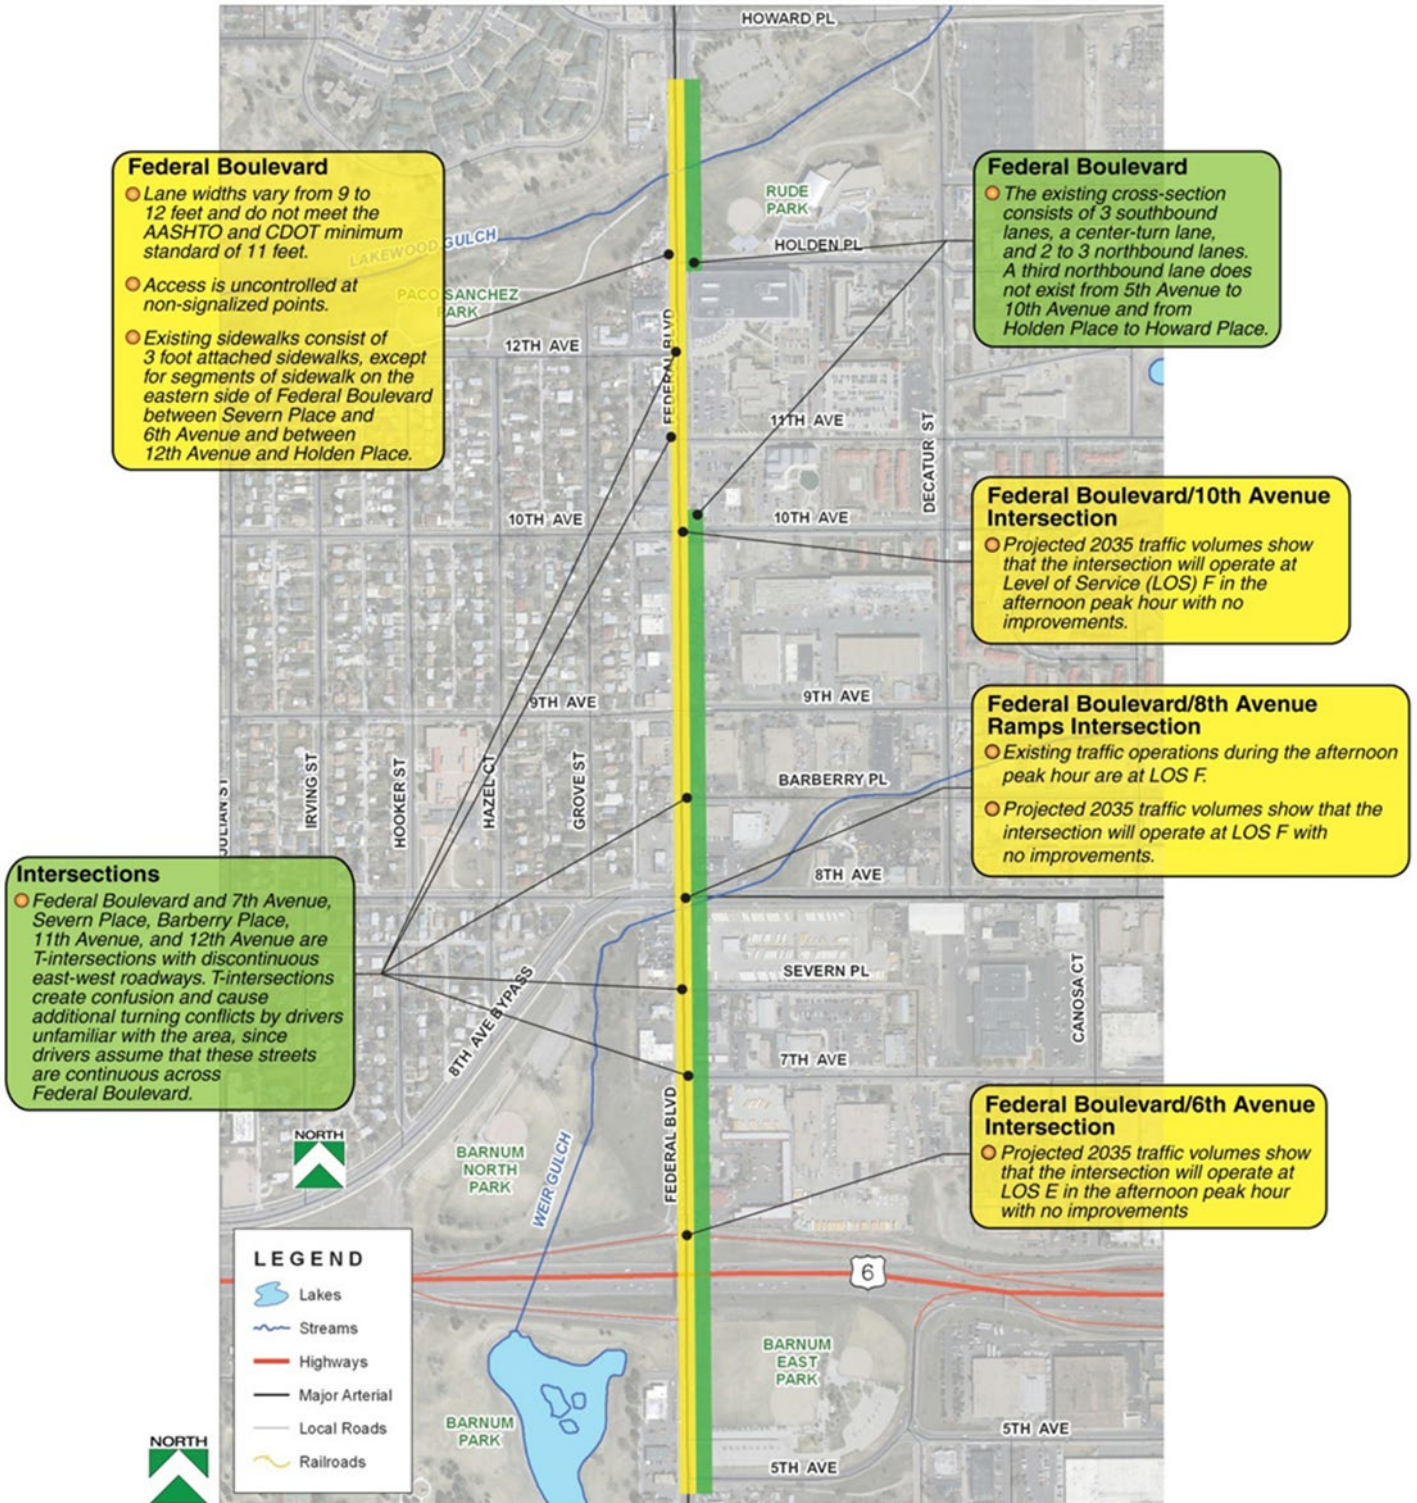 HOWARD PL
Federal Boulevard
Lane widths vary from 9 to
12 feet and do not meet the
AASHTO and CDOT minimum
standard of 11 feet.
Access is uncontrolled at
non-signalized points.
Existing sidewalks consist of
3 foot attached sidewalks, except
for segments of sidewalk on the
eastern side of Federal Boulevard
between Severn Place and
6th Avenue and between
12th Avenue and Holden Place.
Federal Boulevard
The existing cross-section
consists of 3 southbound
lanes, a center-turn lane,
and 2 to 3 northbound lanes.
A third northbound lane does
not exist from 5th Avenue to
10th Avenue and from
Holden Place to Howard Place.
RUDE
PARK
LAKEWOOD GULCH
HOLDEN PL
PACO SANCHEZ
PARK
12TH AVE
FEDERAL BLVD
11TH AVE
DECATUR ST
10TH AVE
10TH AVE
Federal Boulevard/10th Avenue
Intersection
Projected 2035 traffic volumes show
that the intersection will operate at
Level of Service (LOS) F in the
afternoon peak hour with no
improvements.
9TH AVE
9TH AVE
Federal Boulevard/8th Avenue
Ramps Intersection
Existing traffic operations during the afternoon
peak hour are at LOS F.
Projected 2035 traffic volumes show that the
intersection will operate at LOS F with
no improvements.
JULIAN ST
IRVING ST
HOOKER ST
HAZEL CT
GROVE ST
BARBERRY PL
8TH AVE
Intersections
Federal Boulevard and 7th Avenue,
Severn Place, Barberry Place,
11th Avenue, and 12th Avenue are
T-intersections with discontinuous
east-west roadways. T-intersections
create confusion and cause
additional turning conflicts by drivers
unfamiliar with the area, since
drivers assume that these streets
are continuous across
Federal Boulevard.
8TH AVE BYPASS
SEVERN PL
CANOSA CT
7TH AVE
FEDERAL BLVD
NORTH
BARNUM
NORTH
PARK
WEIR GULCH
Federal Boulevard/6th Avenue
Intersection
Projected 2035 traffic volumes show
that the intersection will operate at
LOS E in the afternoon peak hour
with no improvements
6
LEGEND
Lakes
Streams
Highways
Major Arterial
Local Roads
Railroads
BARNUM
EAST
PARK
BARNUM
PARK
5TH AVE
5TH AVE
NORTH